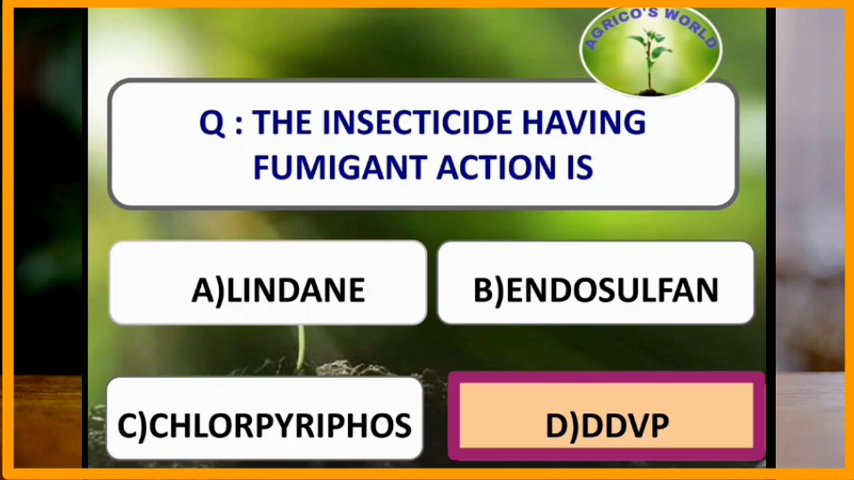 AGRICO'S WORLD
Q : THE INSECTICIDE HAVING
FUMIGANT ACTION IS
A)LINDANE
B)ENDOSULFAN
C)CHLORPYRIPHOS
D)DDVP